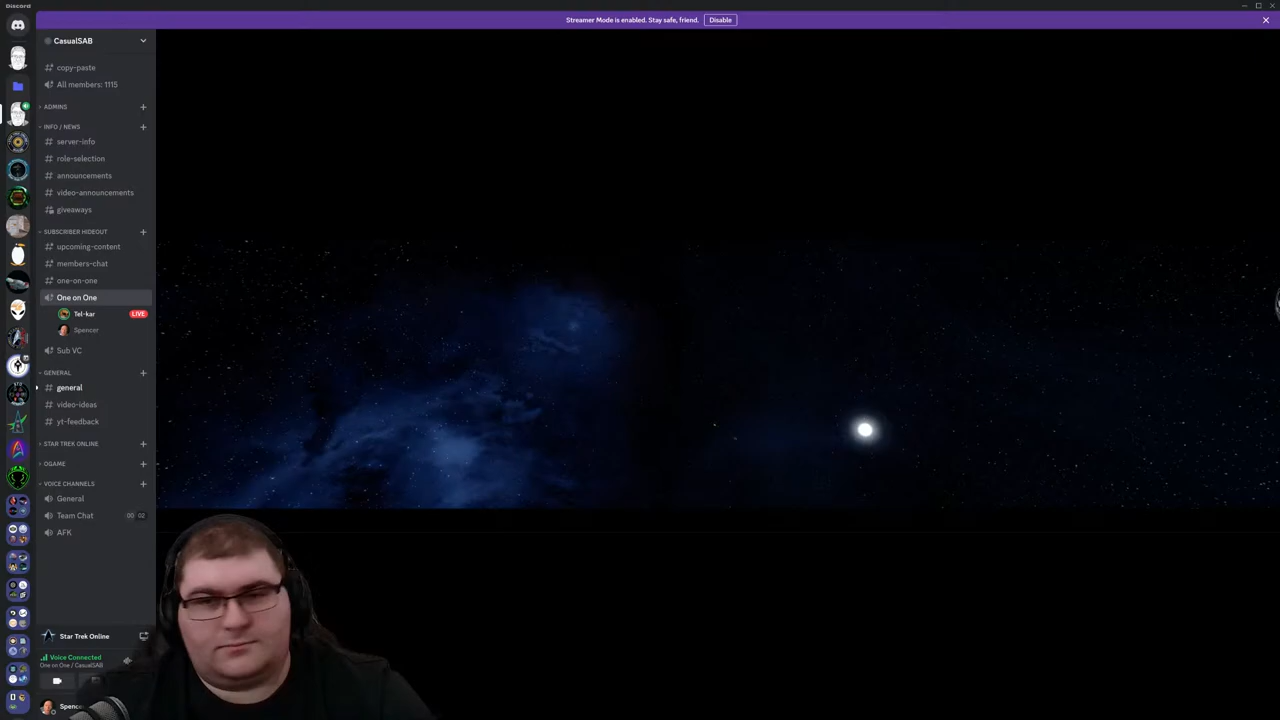 Discord
Streamer Mode is enabled. Stay safe, friend.
Disable
CasualSAB
copy-paste
All members: 1115
ADMINS
INFO / NEWS
server-info
role-selection
announcements
video-announcements
giveaways
SUBSCRIBER HIDEOUT
upcoming-content
members-chat
one-on-one
One on One
Tel-kar
LIVE
Spencer
Sub VC
GENERAL
general
video-ideas
yt-feedback
STAR TREK ONLINE
OGAME
VOICE CHANNELS
General
Team Chat
00 02
AFK
Star Trek Online
Voice Connected
One on One / CasualSAB
Spenc